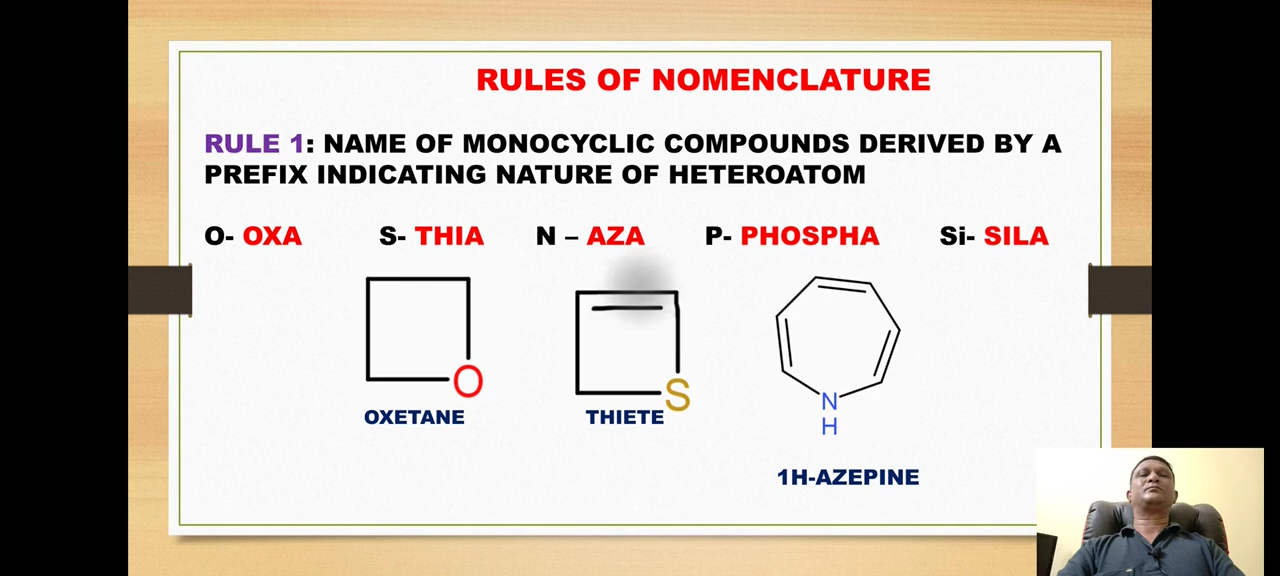 RULES OF NOMENCLATURE
RULE 1: NAME OF MONOCYCLIC COMPOUNDS DERIVED BY A
PREFIX INDICATING NATURE OF HETEROATOM
O- OXA S- THIA N – AZA P- PHOSPHA Si- SILA
O
S
N
H
OXETANE
THIETE
1H-AZEPINE